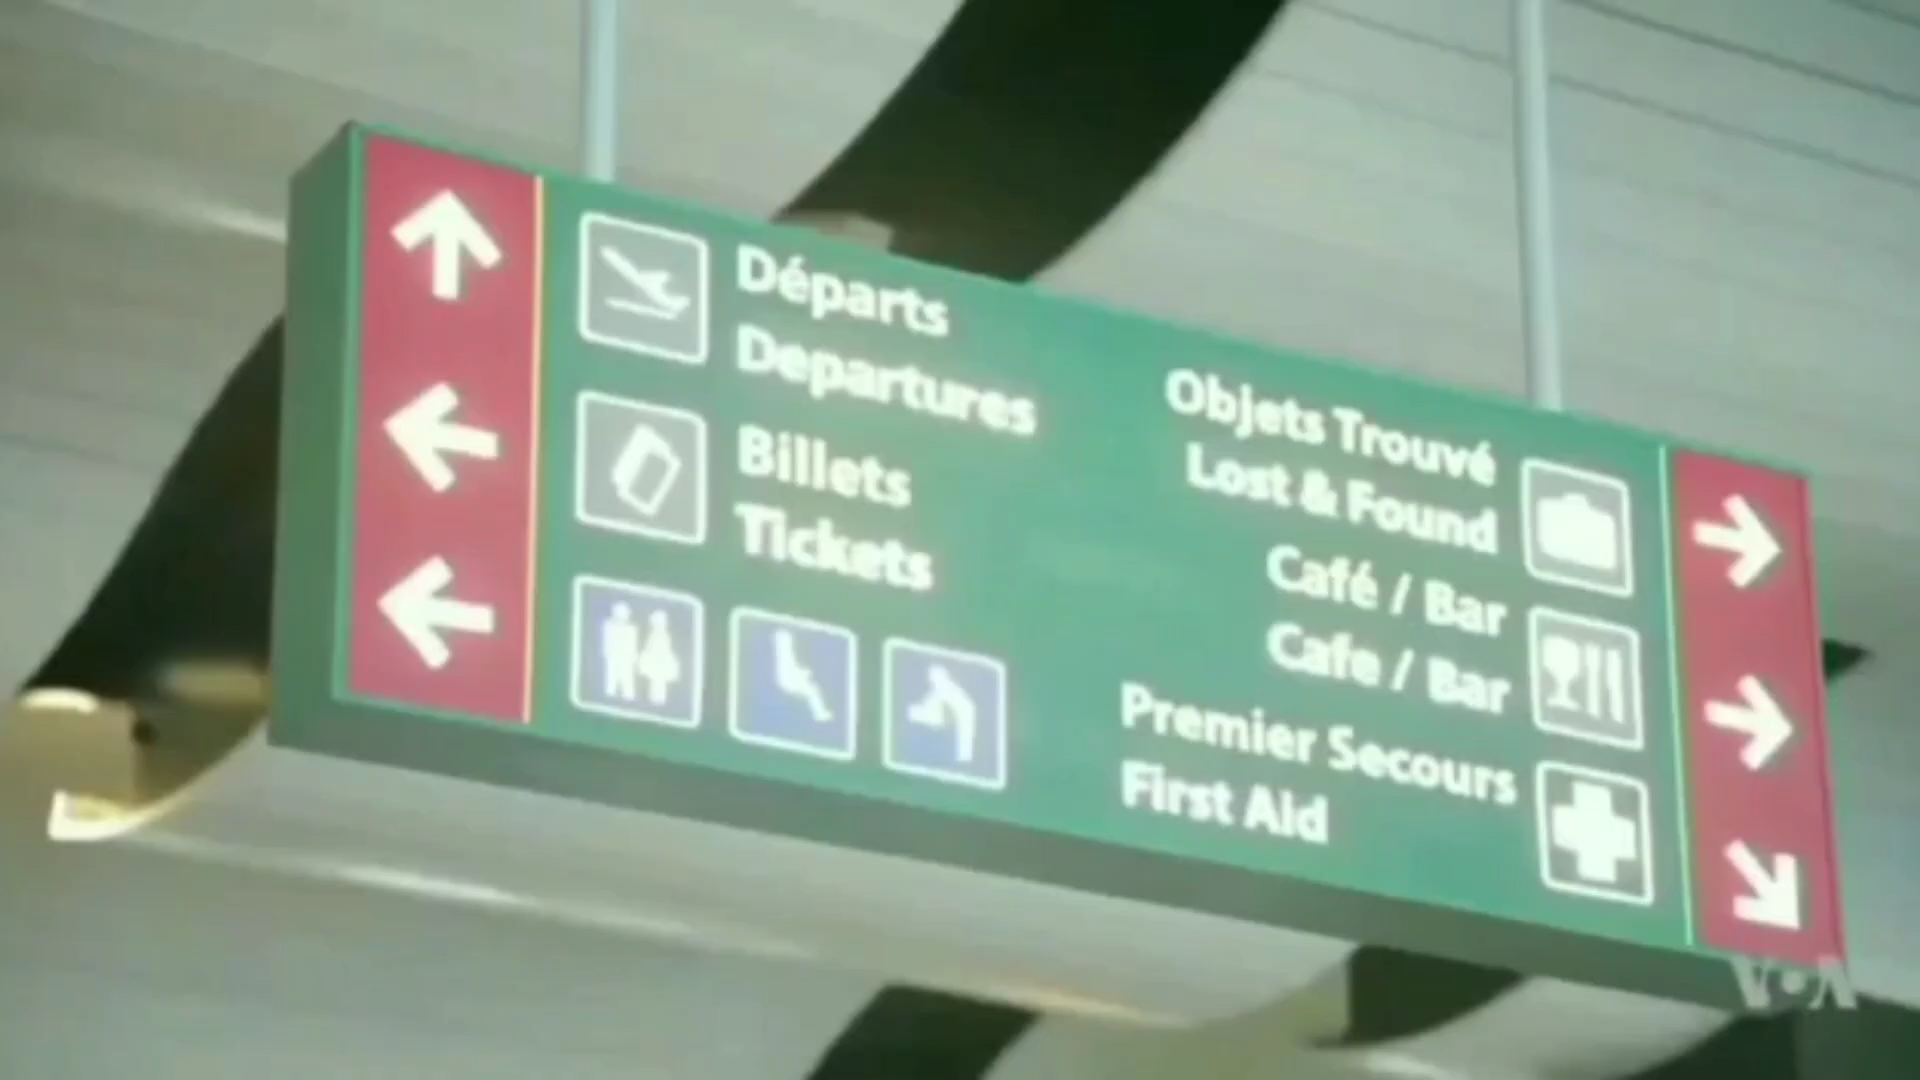 Départs
Departures
Billets
Tickets
Objets Trouvé
Lost & Found
Café / Bar
Cafe / Bar
Premier Secours
First Aid
VOA